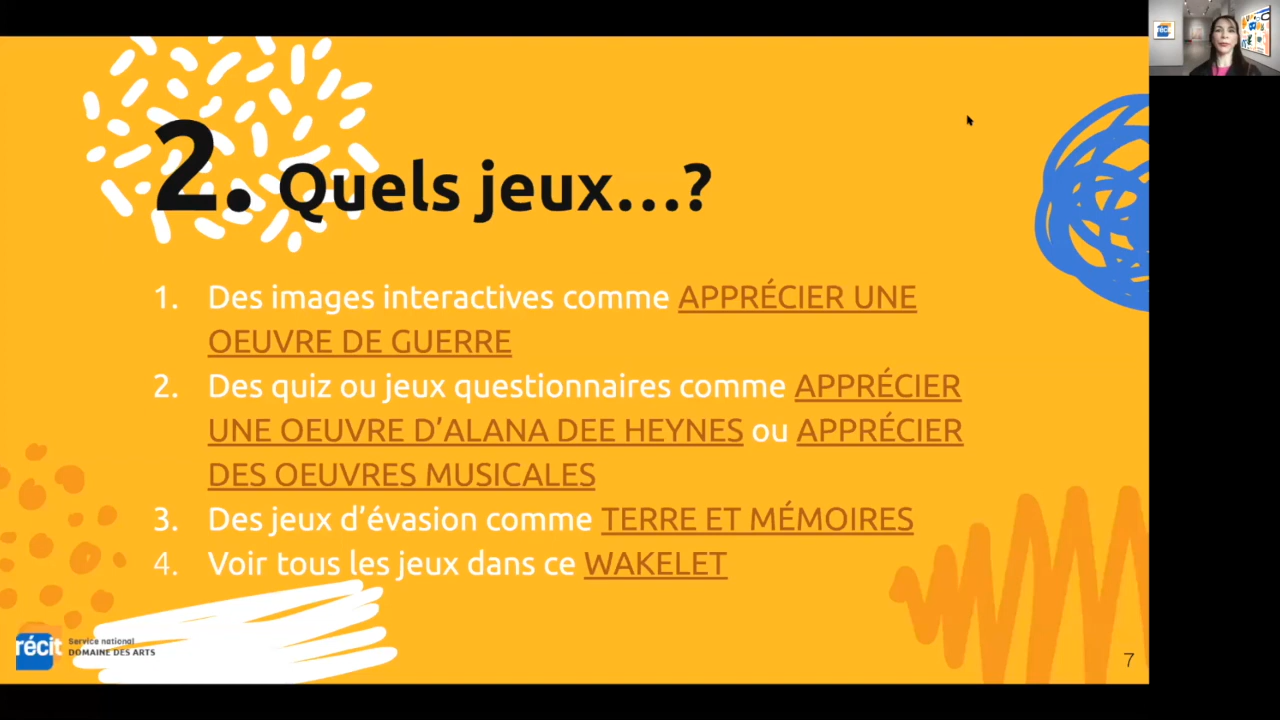 2. Quels jeux...?
1. Des images interactives comme APPRÉCIER UNE
OEUVRE DE GUERRE
2. Des quiz ou jeux questionnaires comme APPRÉCIER
UNE OEUVRE D’ALANA DEE HEYNES ou APPRÉCIER
DES OEUVRES MUSICALES
3. Des jeux d’évasion comme TERRE ET MÉMOIRES
4. Voir tous les jeux dans ce WAKELET
récit
Service national
DOMAINE DES ARTS
7
récit